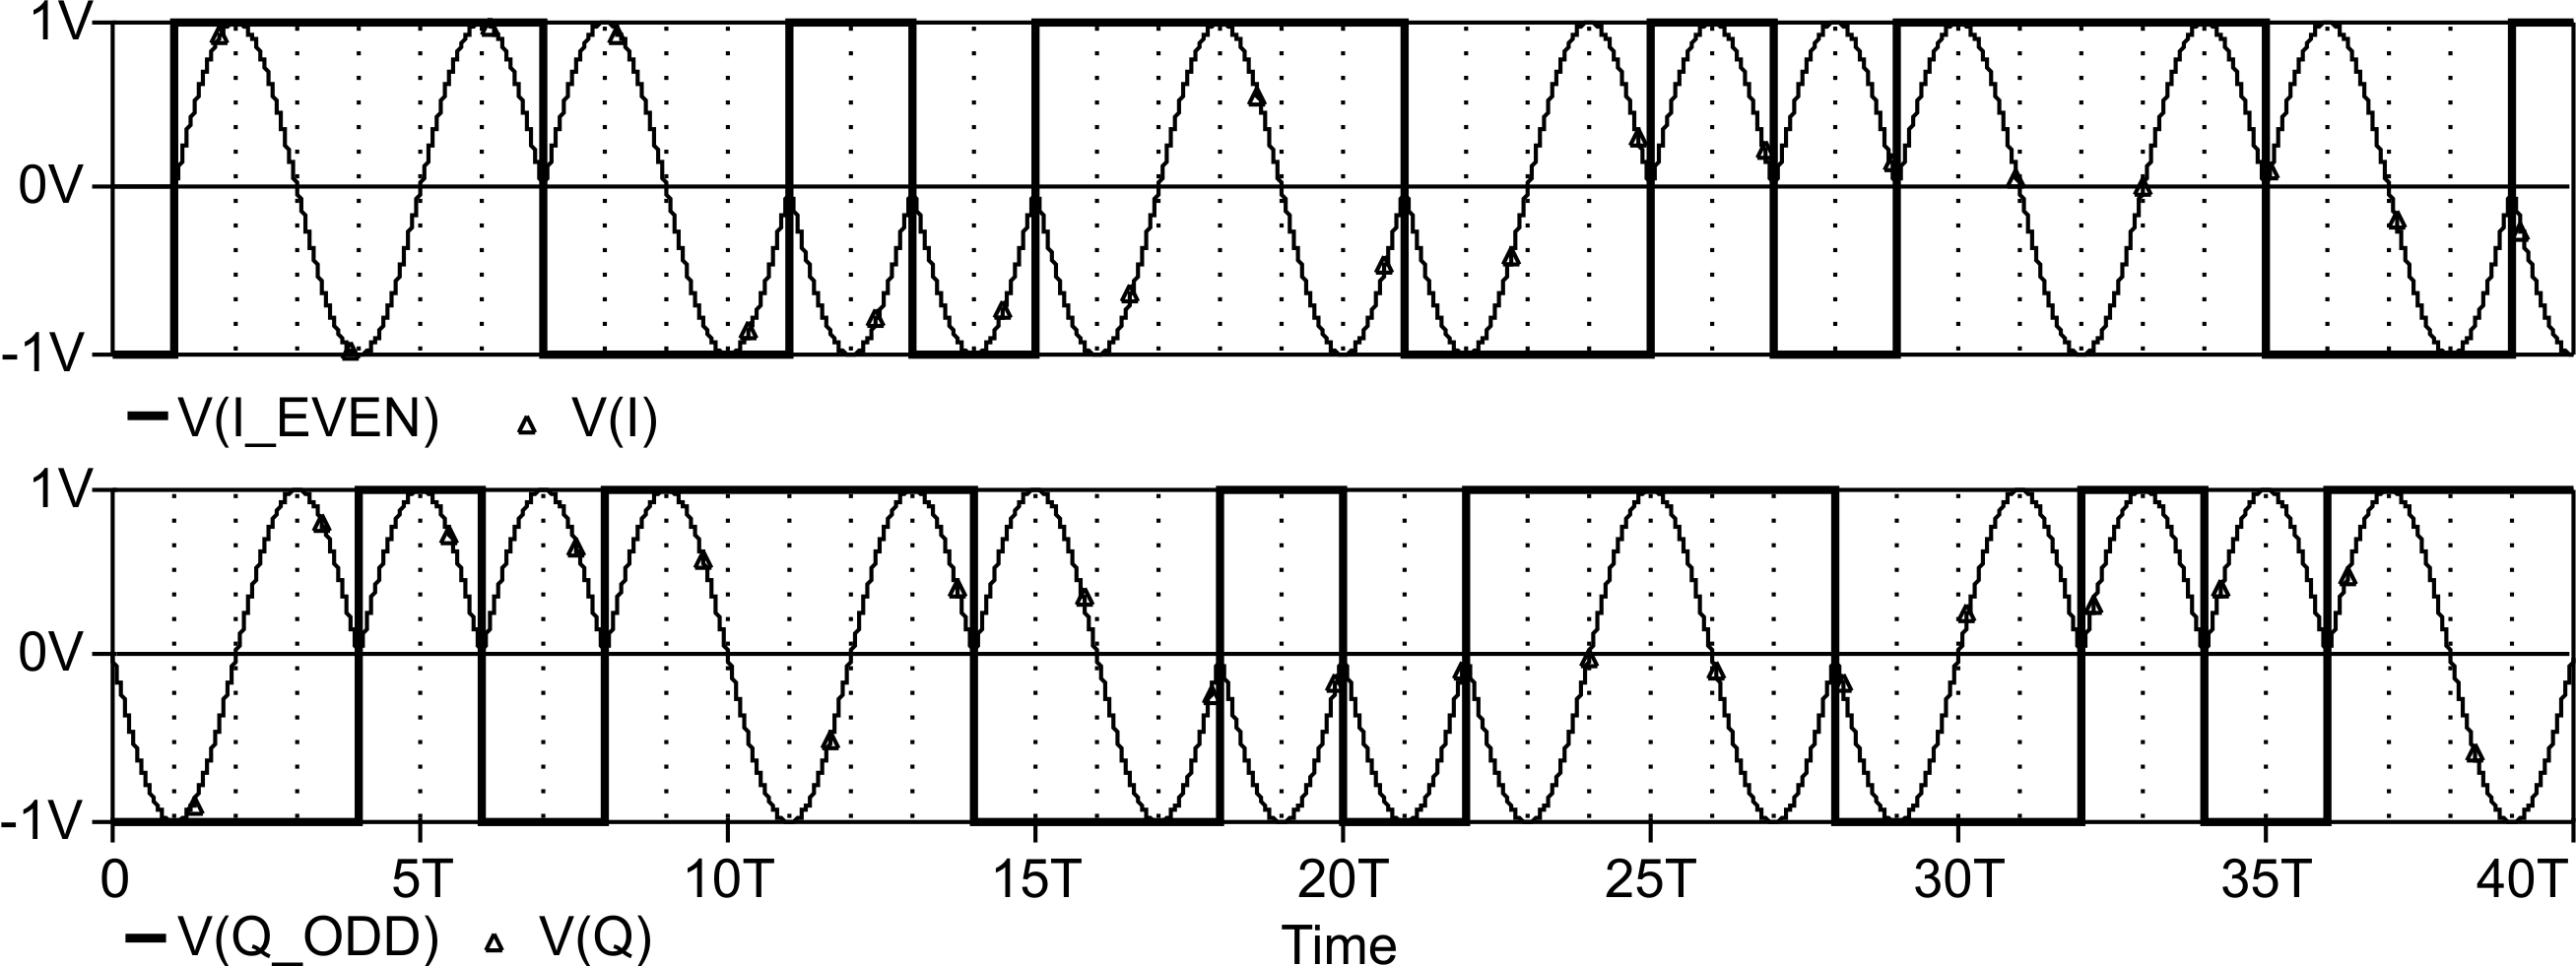 1V
0V
-1V
V(I_EVEN) V(I)
1V
0V
-1V
0 5T 10T 15T 20T 25T 30T 35T 40T
V(Q_ODD) V(Q) Time